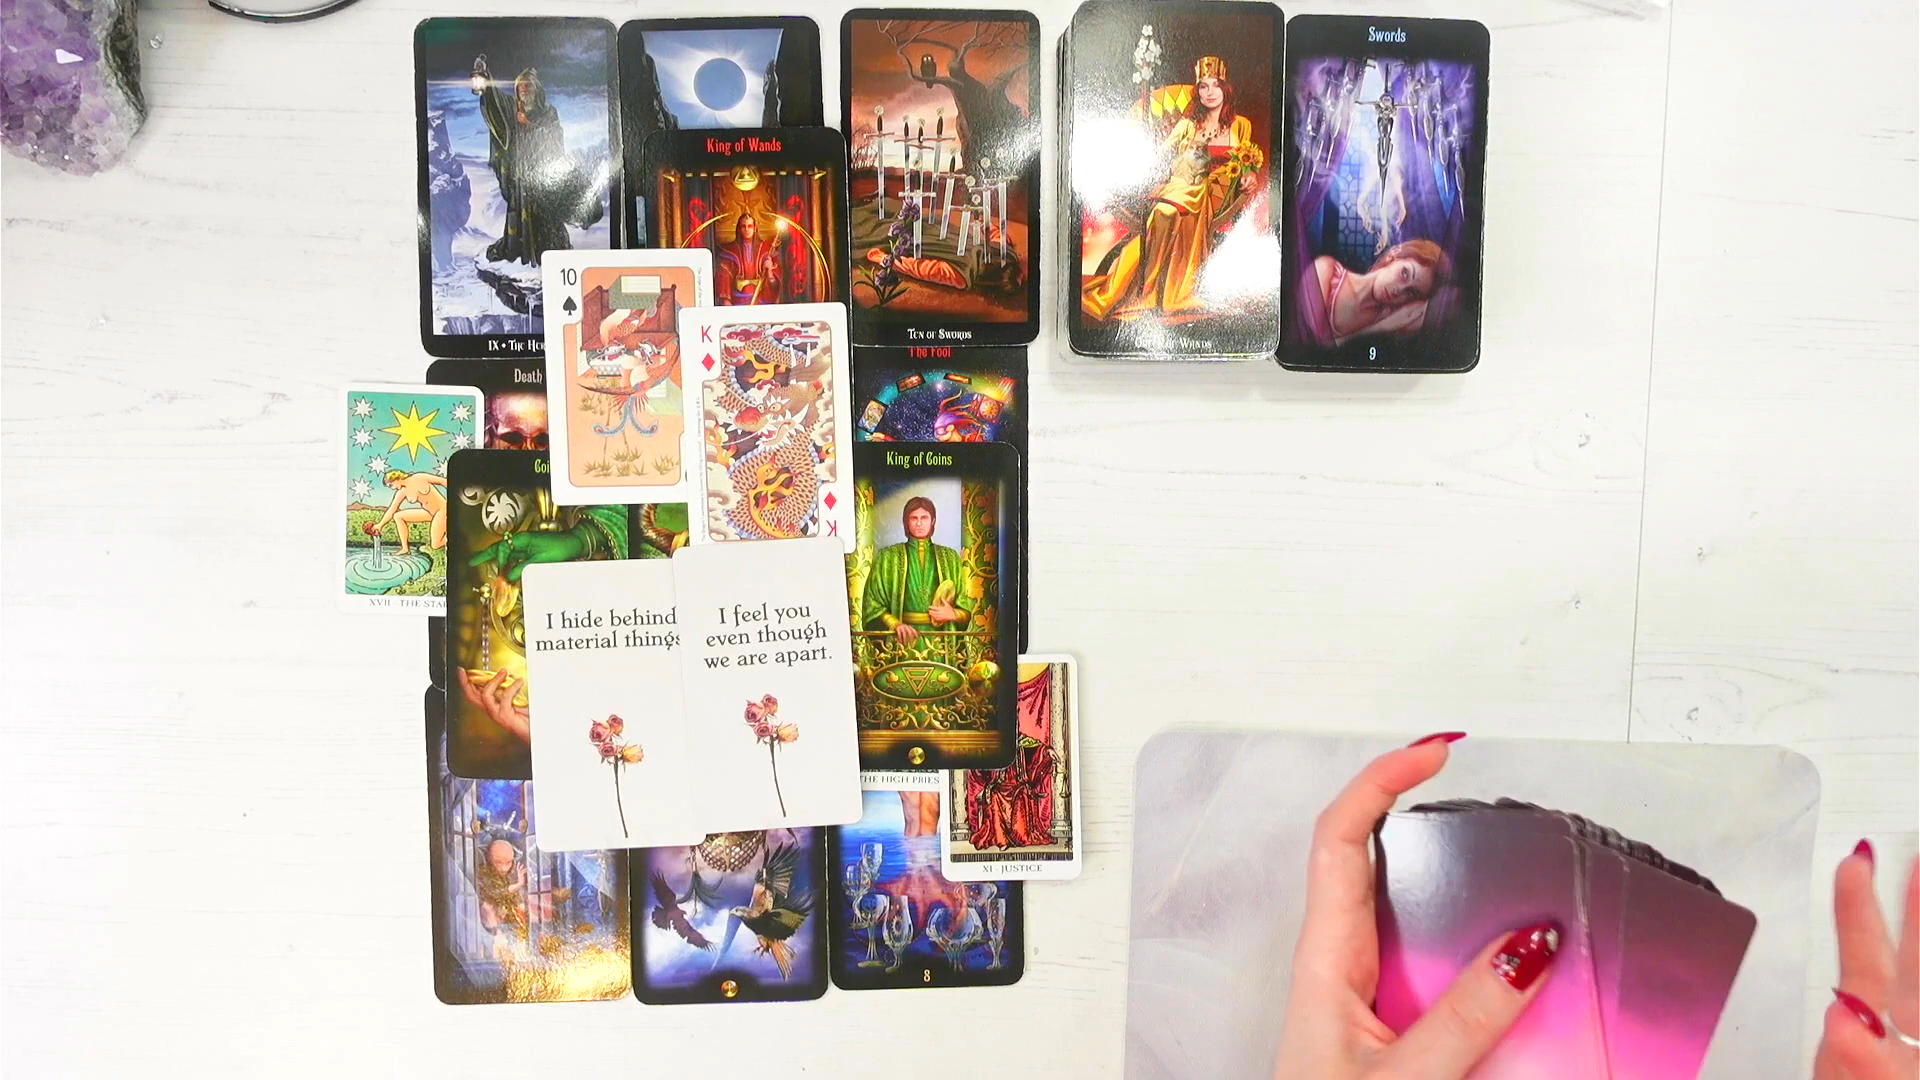 Swords
King of Wands
10
IX • The
Ten of Swords
9
The Fool
Death
K
King of Coins
K
XVII - THE STAR
I hide behind
material things
I feel you
even though
we are apart.
THE HIGH
XI - JUSTICE
8